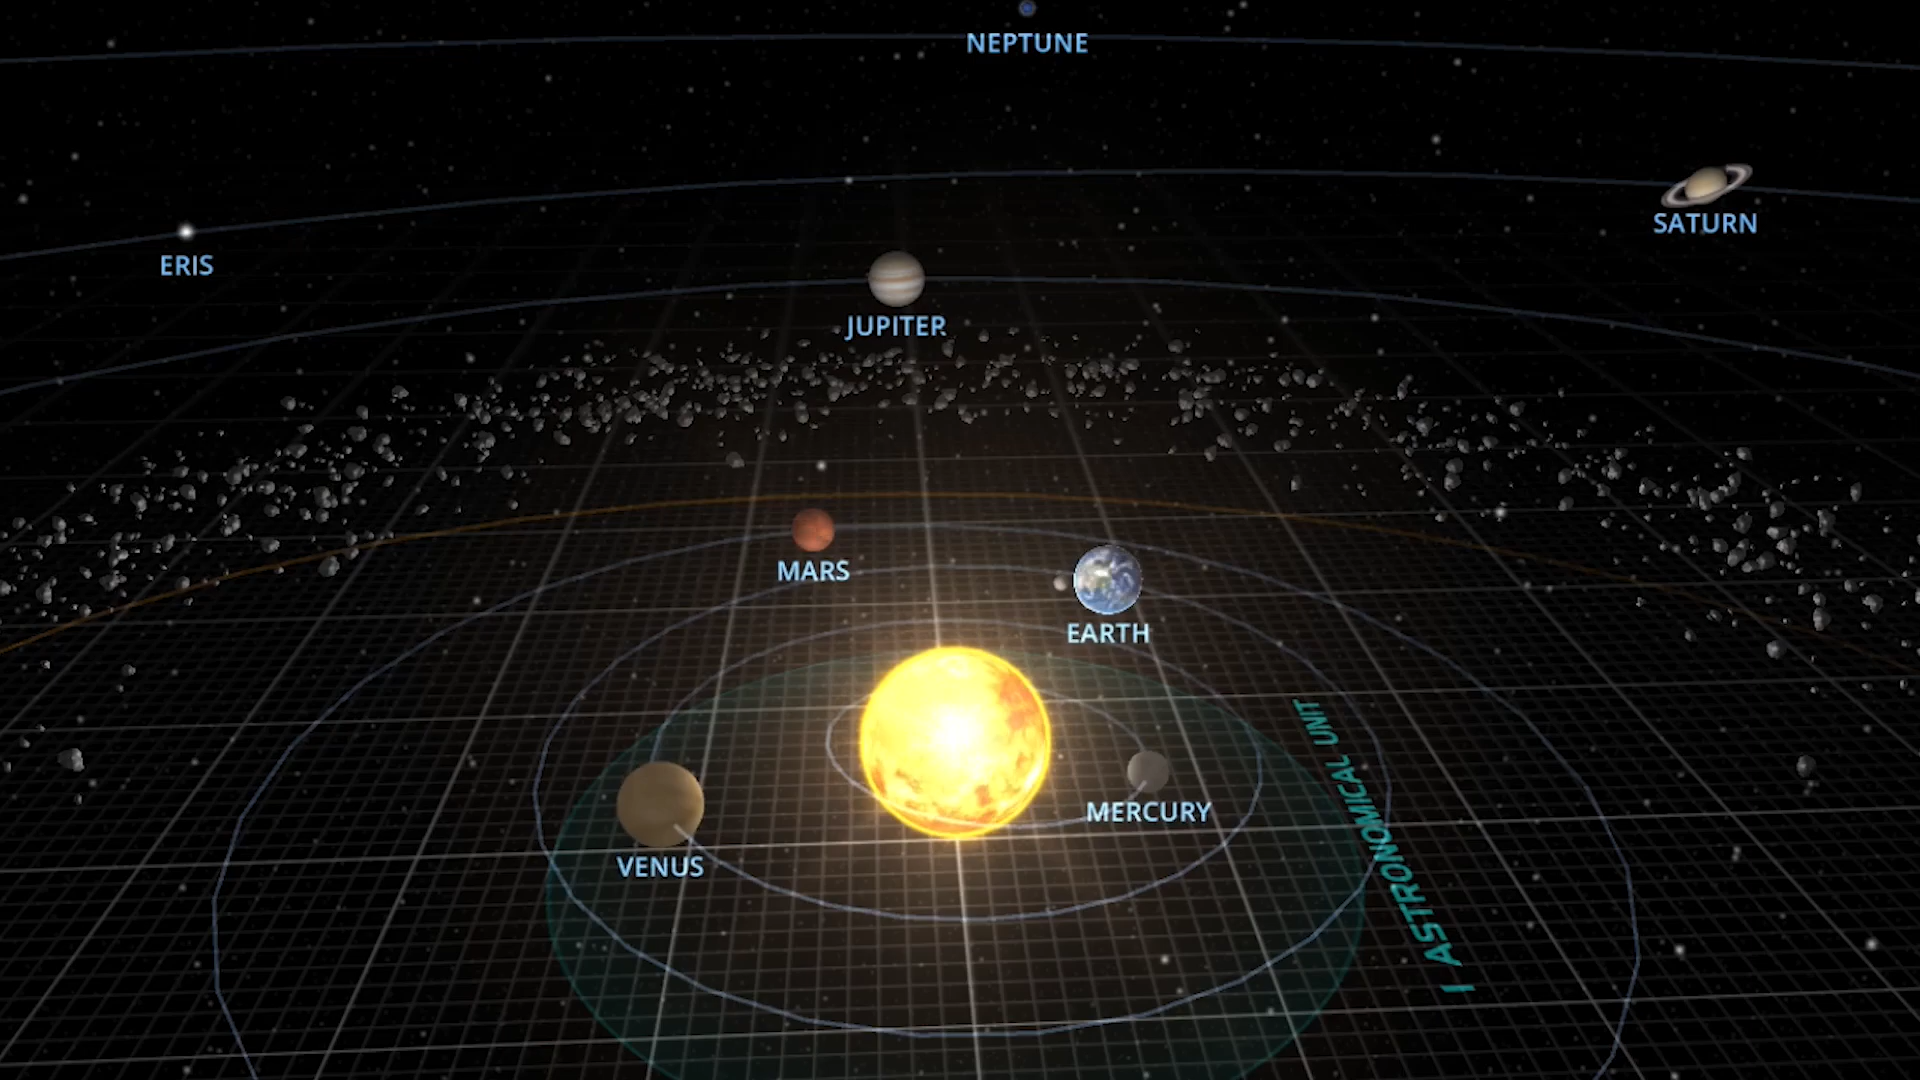 NEPTUNE
SATURN
ERIS
JUPITER
MARS
EARTH
MERCURY
VENUS
1 ASTRONOMICAL UNIT